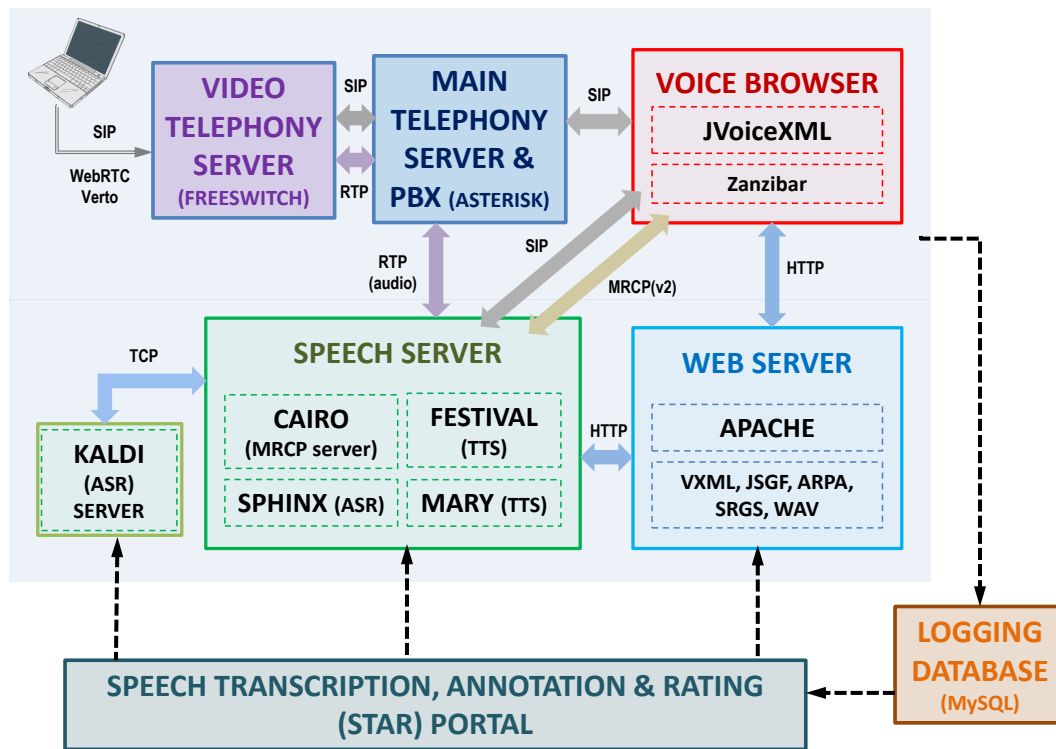 SIP
WebRTC
Verto
VIDEO
TELEPHONY
SERVER
(FREESWITCH)
SIP
RTP
MAIN
TELEPHONY
SERVER &
PBX (ASTERISK)
SIP
VOICE BROWSER
JVoiceXML
Zanzibar
RTP
(audio)
SIP
MRCP(v2)
HTTP
TCP
KALDI
(ASR)
SERVER
SPEECH SERVER
CAIRO
(MRCP server)
FESTIVAL
(TTS)
SPHINX (ASR)
MARY (TTS)
HTTP
WEB SERVER
APACHE
VXML, JSGF, ARPA,
SRGS, WAV
LOGGING
DATABASE
(MySQL)
SPEECH TRANSCRIPTION, ANNOTATION & RATING
(STAR) PORTAL